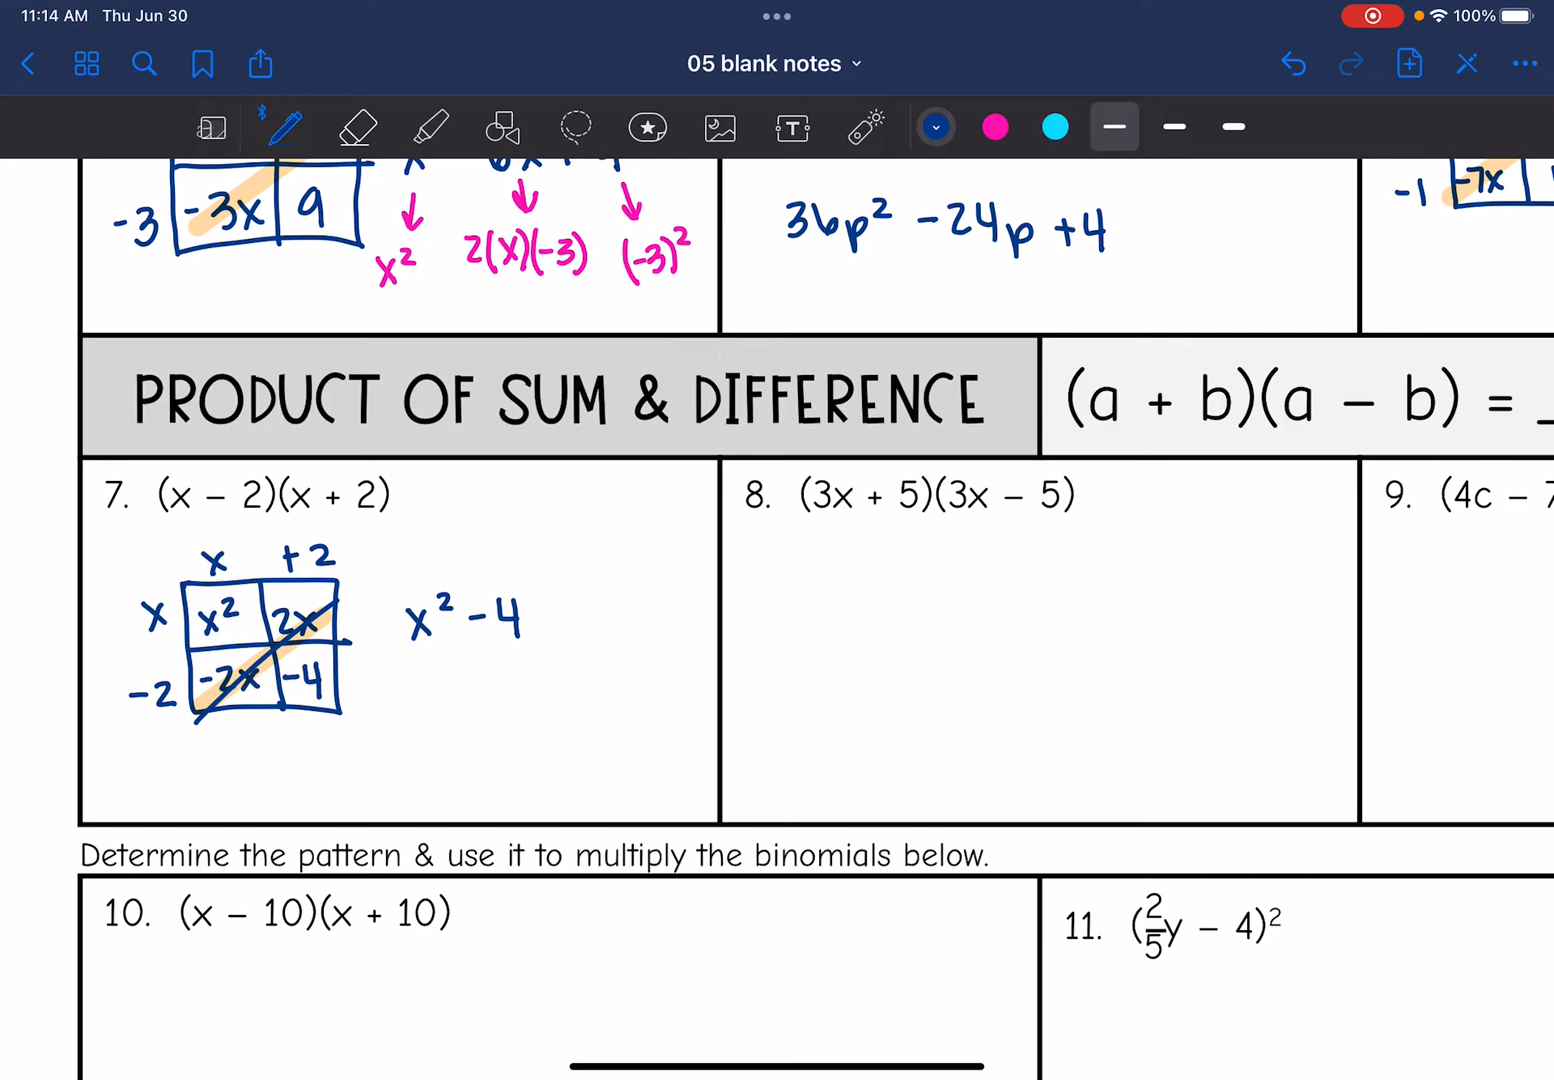 11:14 AM Thu Jun 30
100%
05 blank notes
T
-3 -3x 9
x² 2(x)(-3) (-3)²
36p² -24p +4
-1 -7x
PRODUCT OF SUM & DIFFERENCE
(a + b)(a – b) = _
7. (x – 2)(x + 2)
x +2
x x² 2x
-2 -2x -4
x² -4
8. (3x + 5)(3x – 5)
9. (4c – 7
Determine the pattern & use it to multiply the binomials below.
10. (x – 10)(x + 10)
11. (2/5y – 4)²